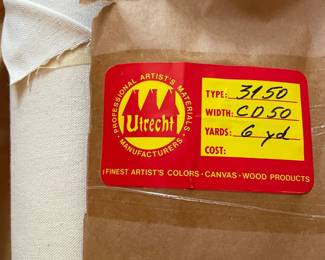 PROFESSIONAL ARTIST'S MATERIALS
Utrecht
• MANUFACTURERS •
TYPE: 3150
WIDTH: CD 50
YARDS: 6 yd
COST:
FINEST ARTIST'S COLORS • CANVAS • WOOD PRODUCTS